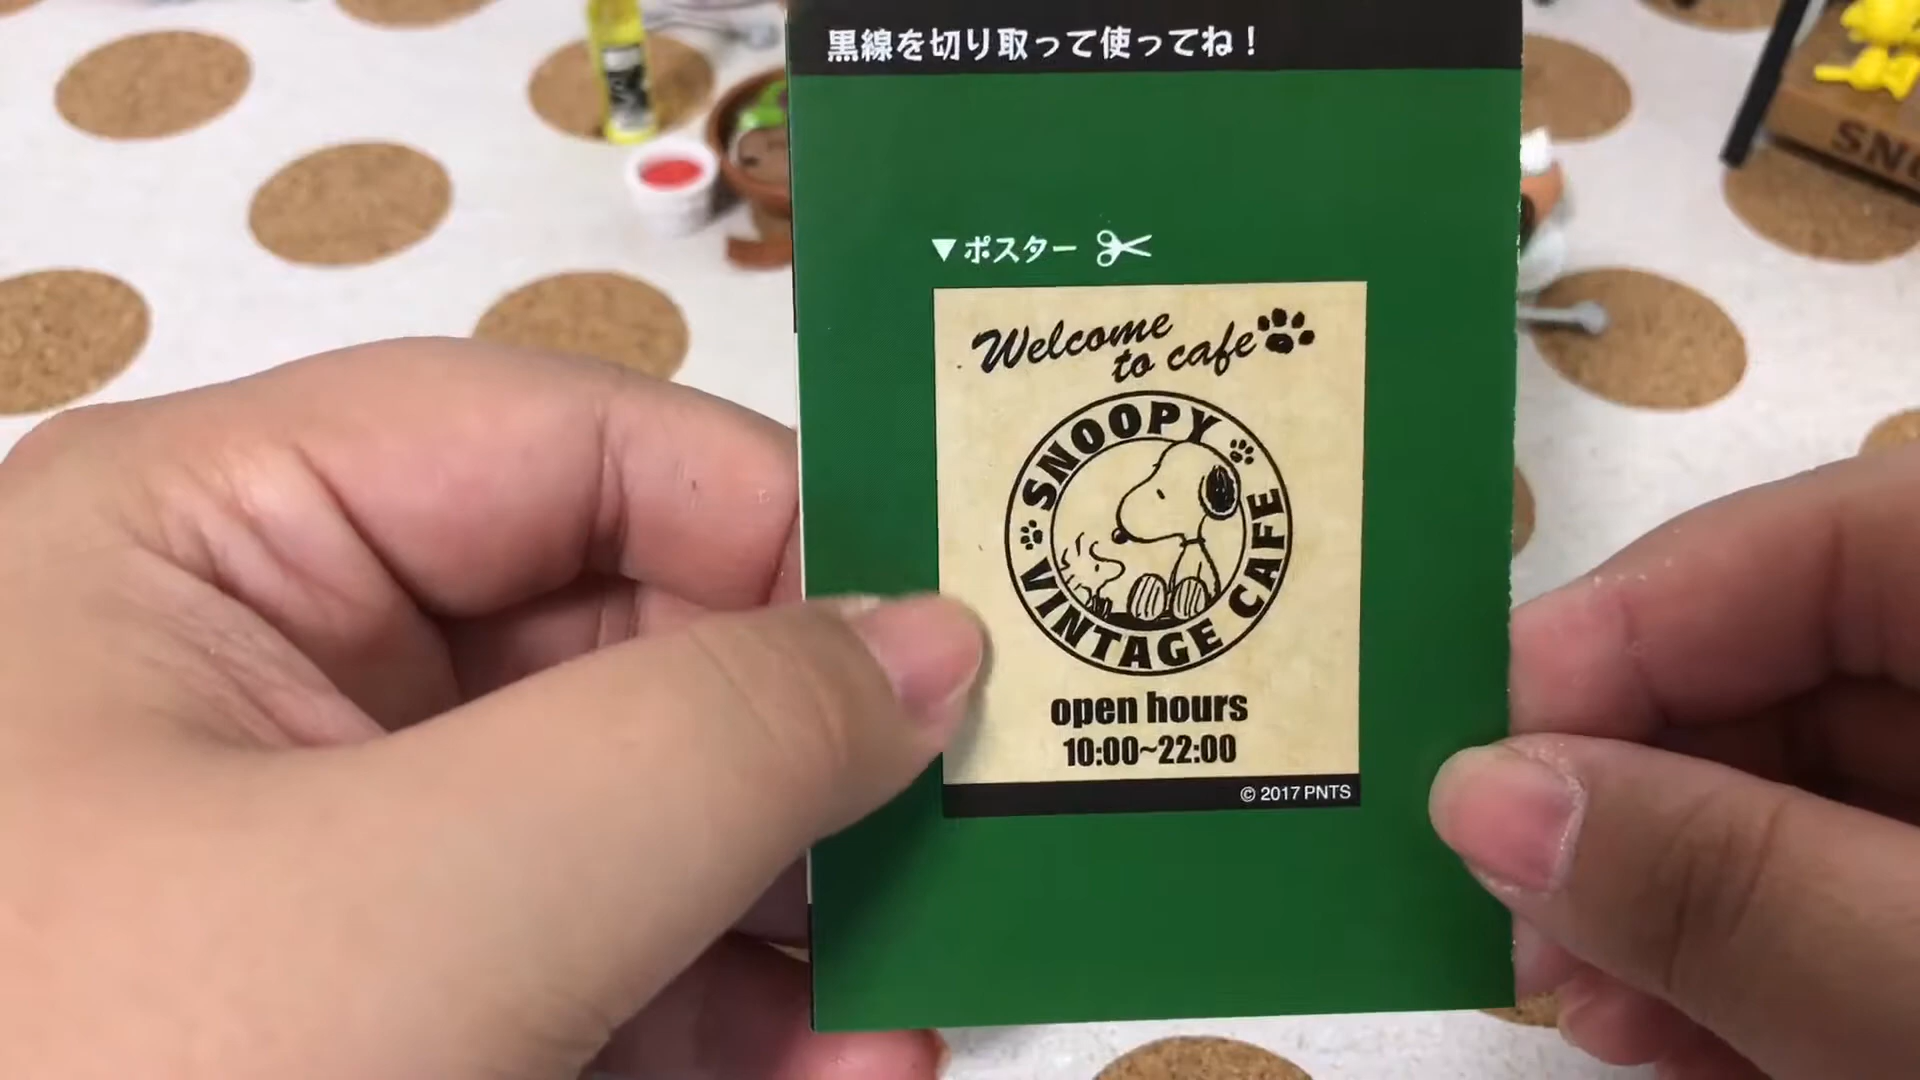 黒線を切り取って使ってね！
▼ポスター
Welcome
to cafe
SNOOPY
VINTAGE CAFE
open hours
10:00~22:00
© 2017 PNTS
SNO